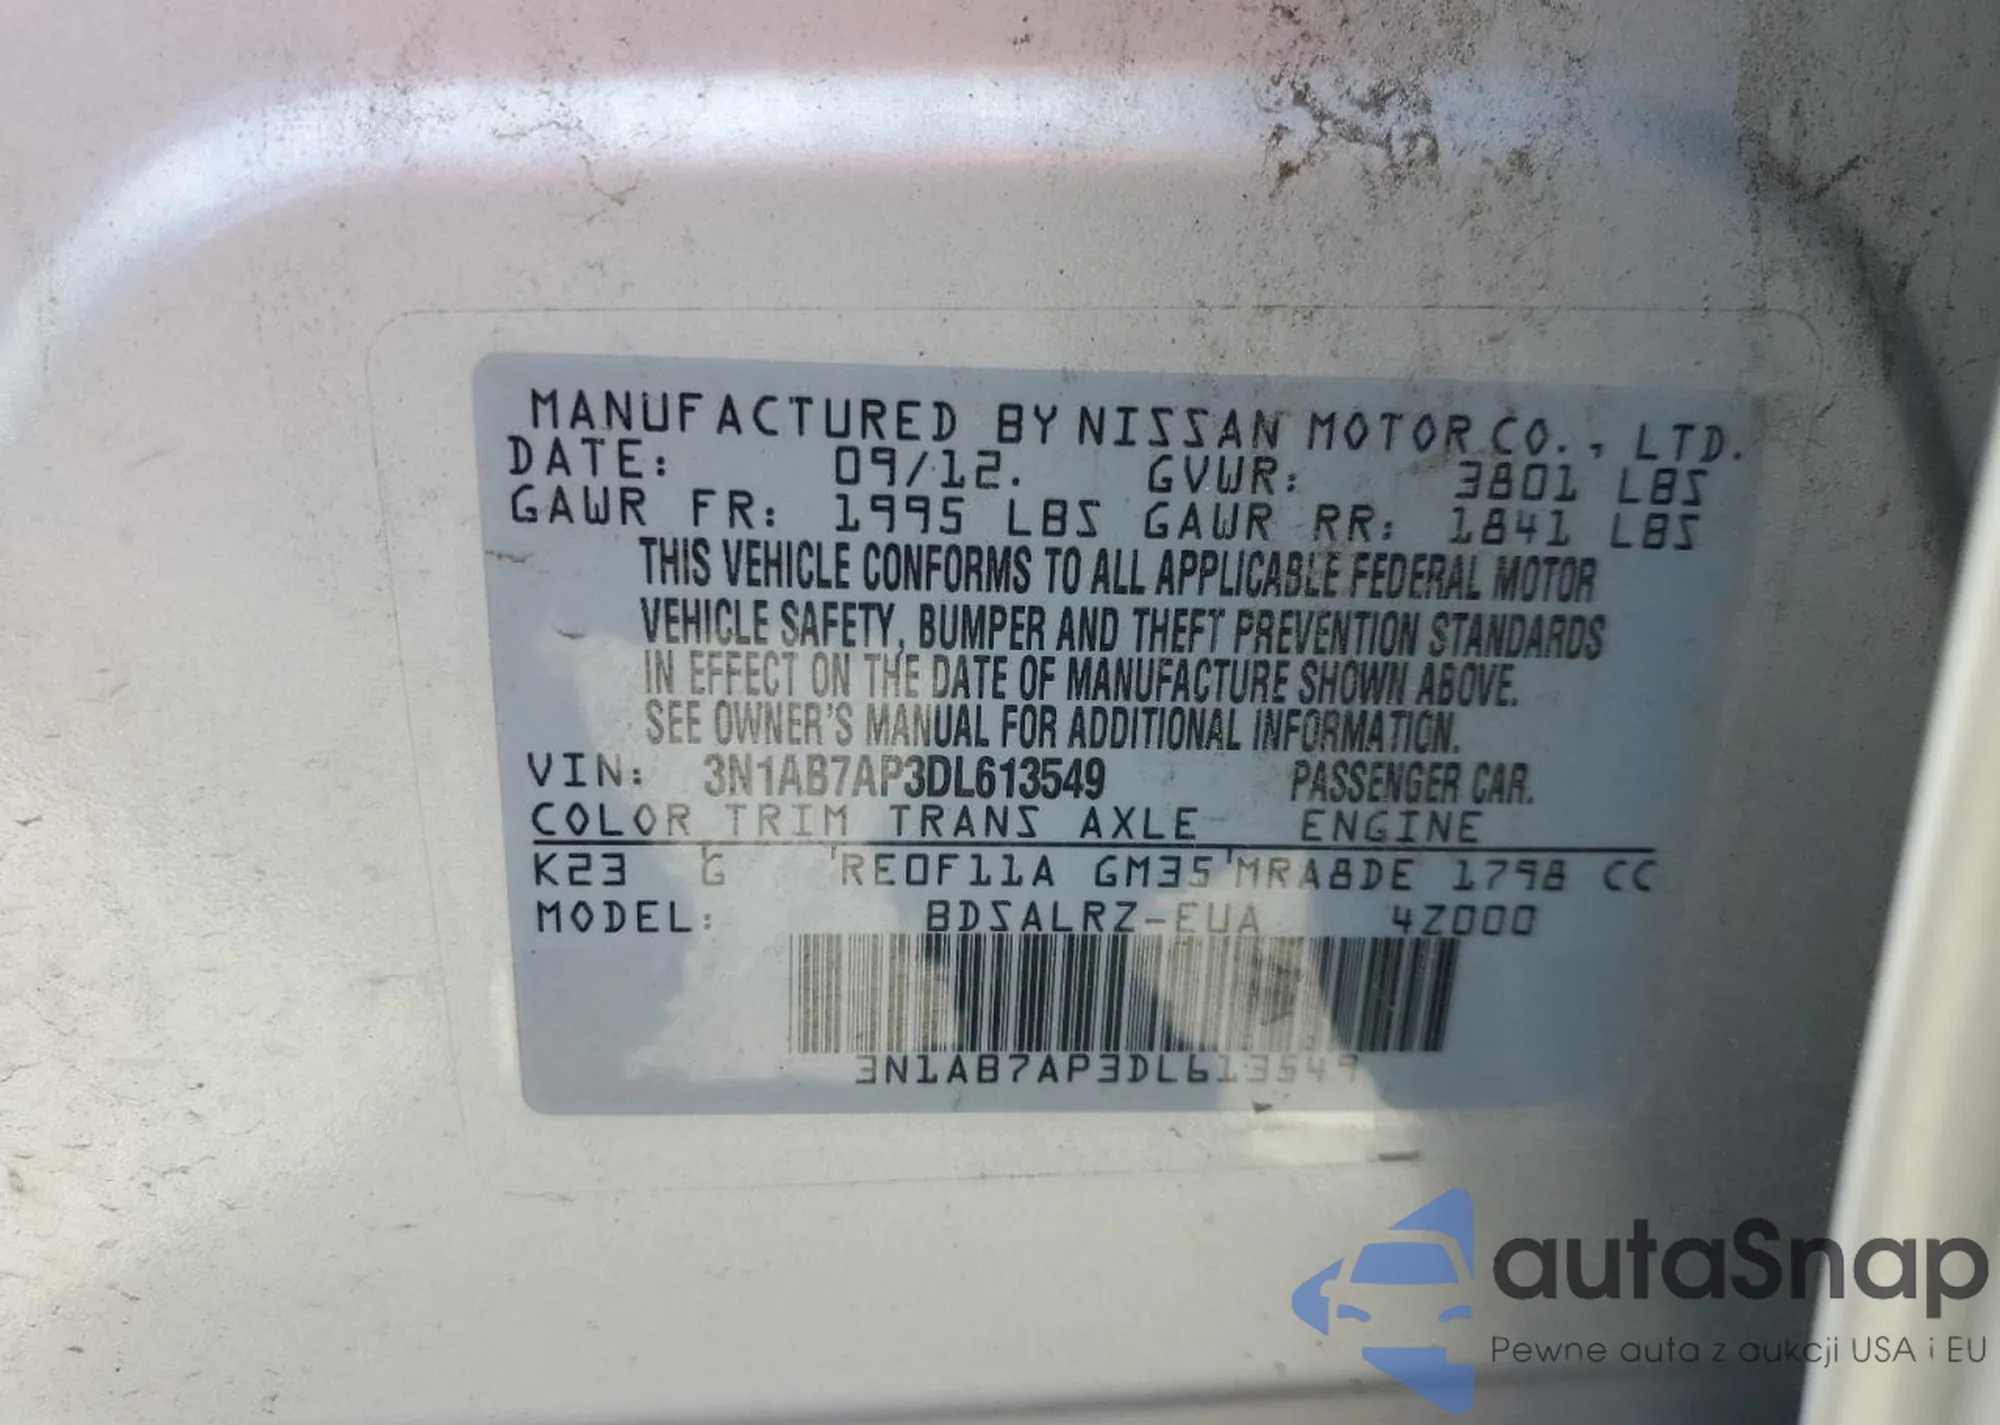 MANUFACTURED BY NISSAN MOTOR CO., LTD.
DATE: 09/12. GVWR: 3801 LBS
GAWR FR: 1995 LBS GAWR RR: 1841 LBS
THIS VEHICLE CONFORMS TO ALL APPLICABLE FEDERAL MOTOR
VEHICLE SAFETY, BUMPER AND THEFT PREVENTION STANDARDS
IN EFFECT ON THE DATE OF MANUFACTURE SHOWN ABOVE.
SEE OWNER'S MANUAL FOR ADDITIONAL INFORMATION.
VIN: 3N1AB7AP3DL613549 PASSENGER CAR.
COLOR TRIM TRANS AXLE ENGINE
K23 G RE0F11A GM35 MRA8DE 1798 CC
MODEL: BDSALRZ-EUA 4Z000
3N1AB7AP3DL613549
autaSnap
Pewne auta z aukcji USA i EU